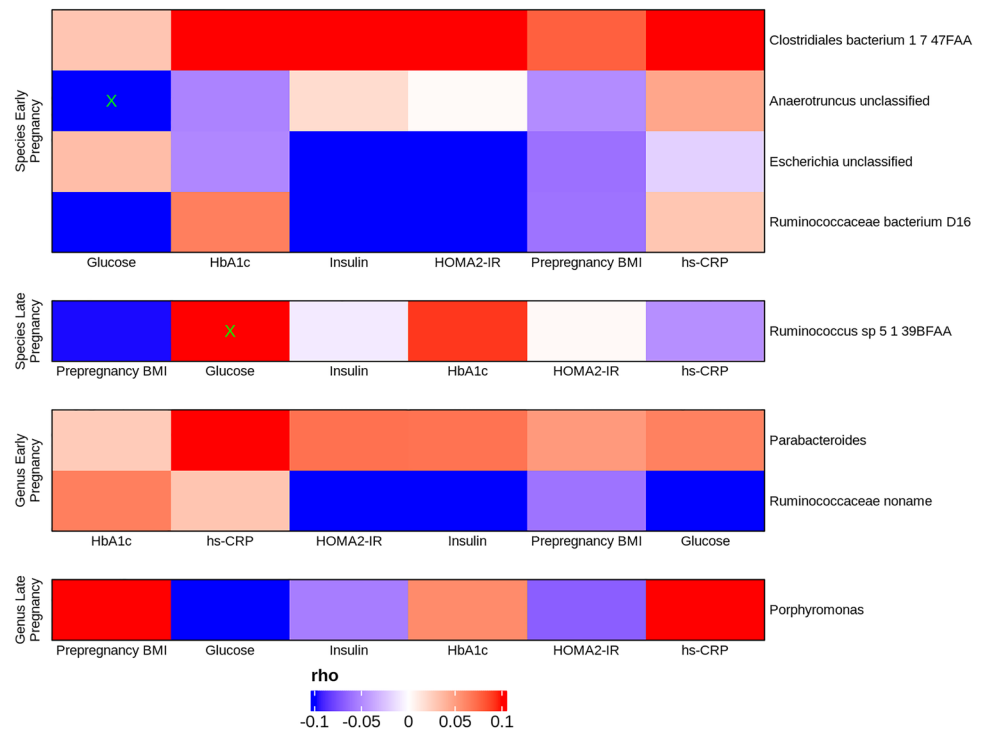 Species Early
Pregnancy
Clostridiales bacterium 1 7 47FAA
X
Anaerotruncus unclassified
Escherichia unclassified
Ruminococcaceae bacterium D16
Glucose HbA1c Insulin HOMA2-IR Prepregnancy BMI hs-CRP
Species Late
Pregnancy
X
Ruminococcus sp 5 1 39BFAA
Prepregnancy BMI Glucose Insulin HbA1c HOMA2-IR hs-CRP
Genus Early
Pregnancy
Parabacteroides
Ruminococcaceae noname
HbA1c hs-CRP HOMA2-IR Insulin Prepregnancy BMI Glucose
Genus Late
Pregnancy
Porphyromonas
Prepregnancy BMI Glucose Insulin HbA1c HOMA2-IR hs-CRP
rho
-0.1 -0.05 0 0.05 0.1